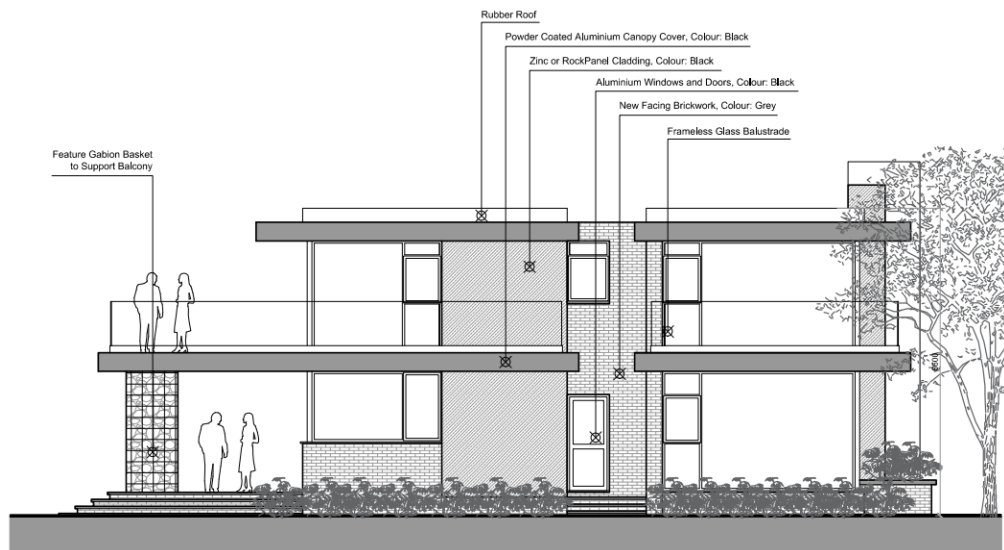 Rubber Roof
Powder Coated Aluminium Canopy Cover, Colour: Black
Zinc or RockPanel Cladding, Colour: Black
Aluminium Windows and Doors, Colour: Black
New Facing Brickwork, Colour: Grey
Frameless Glass Balustrade
Feature Gabion Basket
to Support Balcony